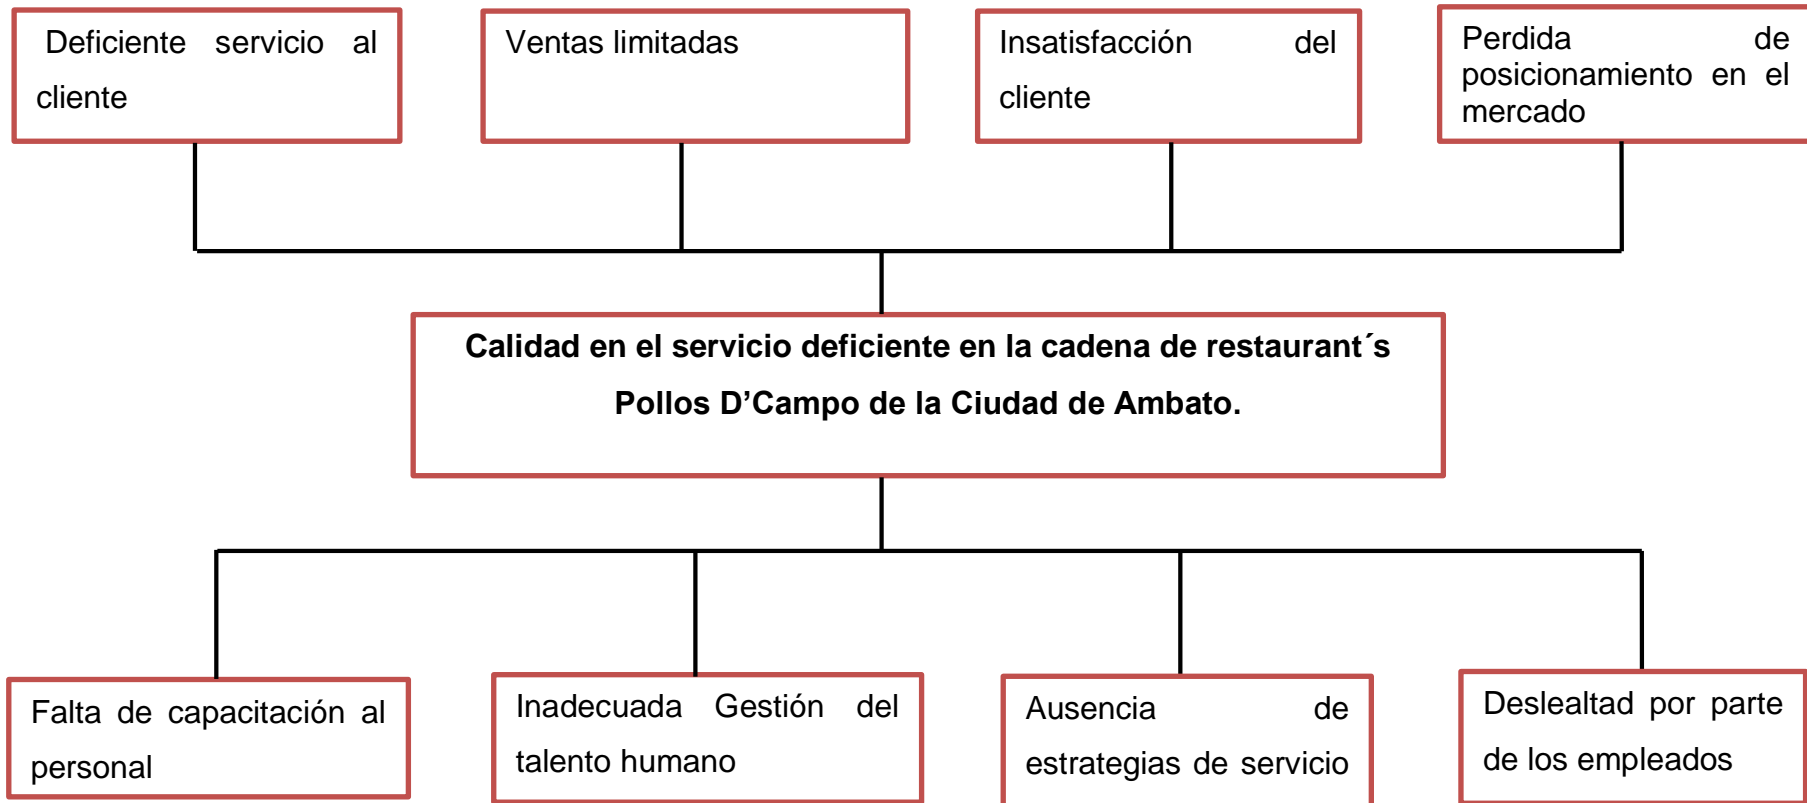 Deficiente servicio al
cliente
Ventas limitadas
Insatisfacción del
cliente
Perdida de
posicionamiento en el
mercado
Calidad en el servicio deficiente en la cadena de restaurant´s
Pollos D’Campo de la Ciudad de Ambato.
Falta de capacitación al
personal
Inadecuada Gestión del
talento humano
Ausencia de
estrategias de servicio
Deslealtad por parte
de los empleados